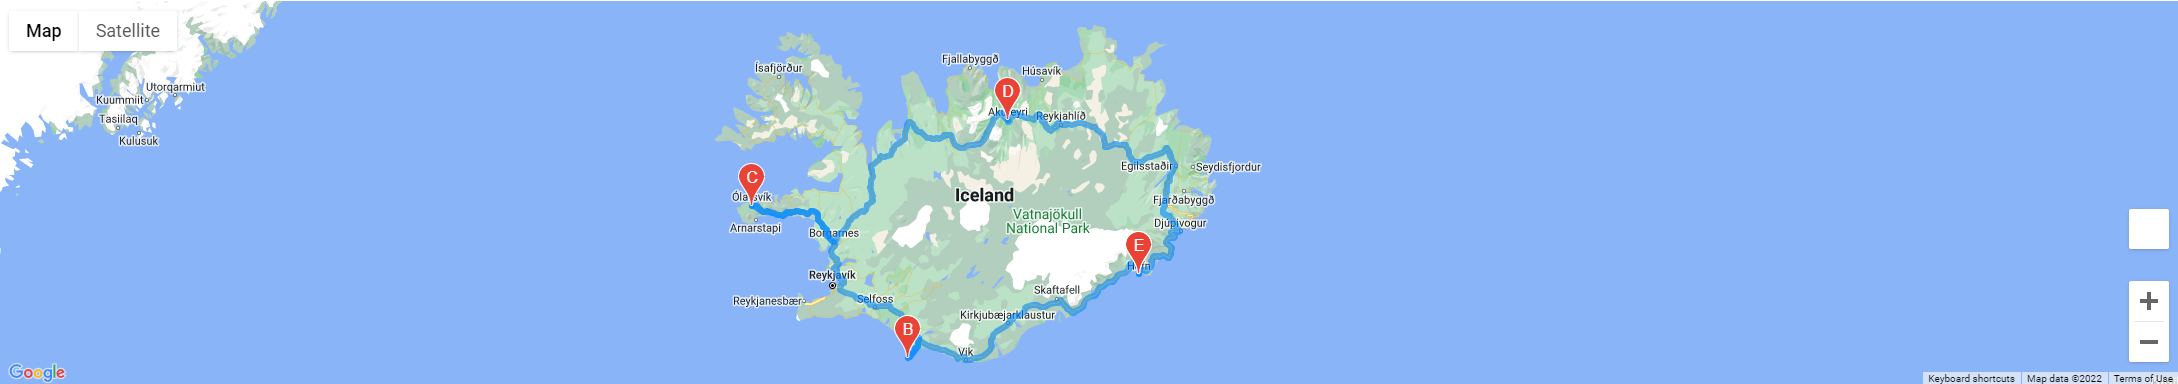 Map Satellite
Fjallabyggð
Ísafjörður
Húsavík
Utorqarmiut
Kuummiit
D
Akureyri
Reykjahlíð
Tasiilaq
Kulusuk
Egilsstaðir
Seydisfjordur
C
Ólafsvík
Iceland
Fjarðabyggð
Vatnajökull
National Park
Djúpivogur
Arnarstapi
Borgarnes
E
Höfn
Reykjavík
Skaftafell
Reykjanesbær
Selfoss
Kirkjubæjarklaustur
B
Vik
Google
Keyboard shortcuts Map data ©2022 Terms of Use